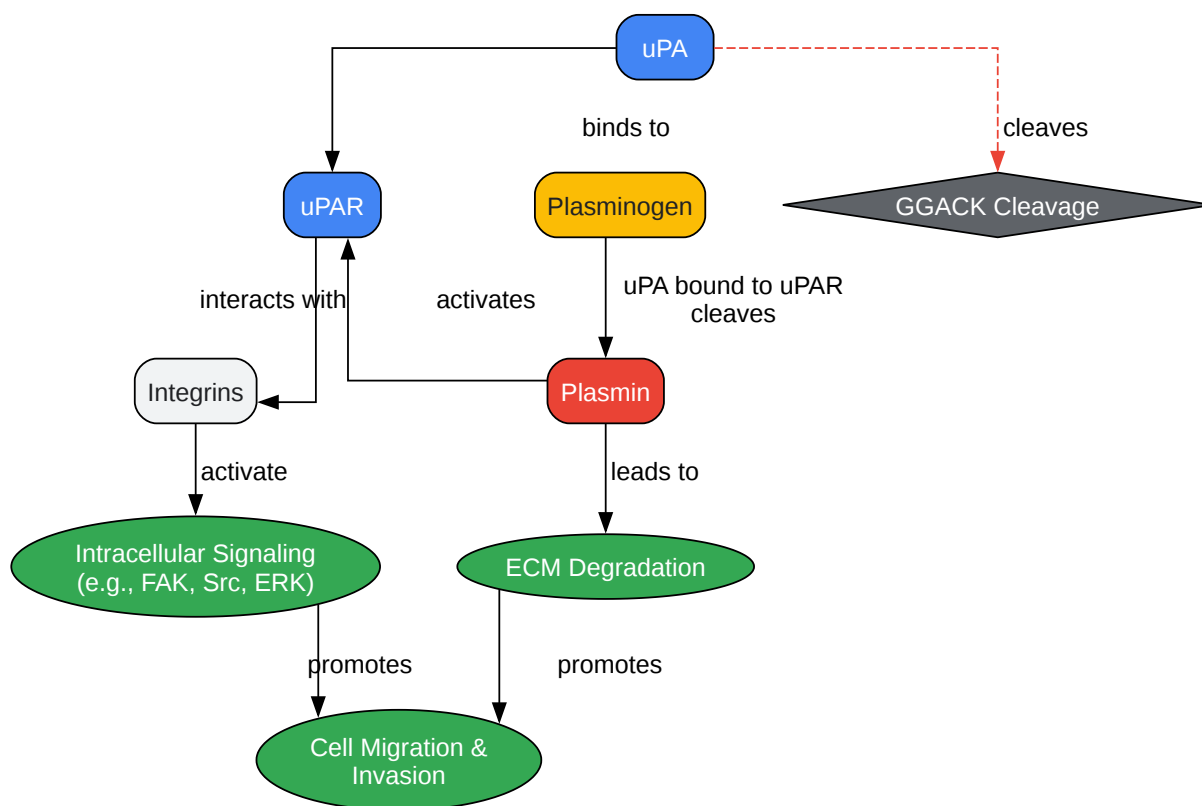 uPA
binds to
cleaves
uPAR
Plasminogen
GGACK Cleavage
interacts with
activates
uPA bound to uPAR
cleaves
Integrins
Plasmin
activate
leads to
Intracellular Signaling
(e.g., FAK, Src, ERK)
ECM Degradation
promotes
promotes
Cell Migration &
Invasion